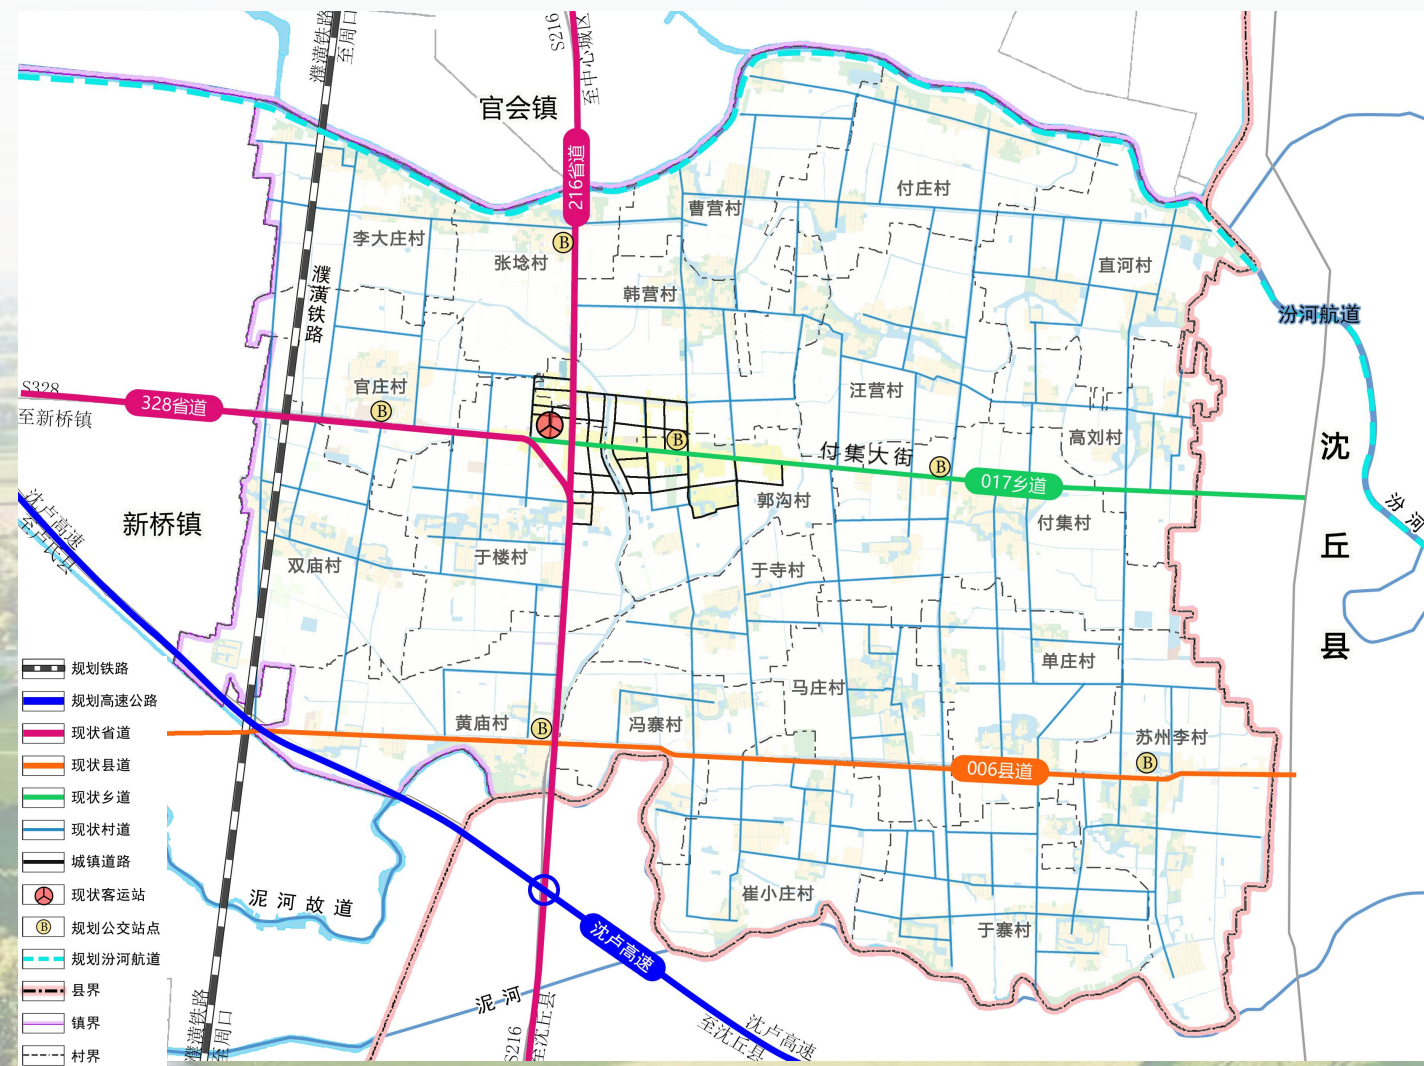 濮潢铁路
至周口
S216
至中心城区
官会镇
216省道
付庄村
曹营村
李大庄村
B
张埝村
直河村
濮潢铁路
韩营村
汾河航道
S328
至新桥镇
328省道
官庄村
B
汪营村
B
高刘村
付集大街
B
017乡道
沈丘县
汾河
沈卢高速
至卢氏县
新桥镇
郭沟村
付集村
双庙村
于楼村
于寺村
单庄村
马庄村
黄庙村
B
冯寨村
苏州李村
B
006县道
崔小庄村
于寨村
泥河故道
沈卢高速
泥河
濮潢铁路
至周口
S216
至沈丘县
沈卢高速
至沈丘县
规划铁路
规划高速公路
现状省道
现状县道
现状乡道
现状村道
城镇道路
现状客运站
B
规划公交站点
规划汾河航道
县界
镇界
村界